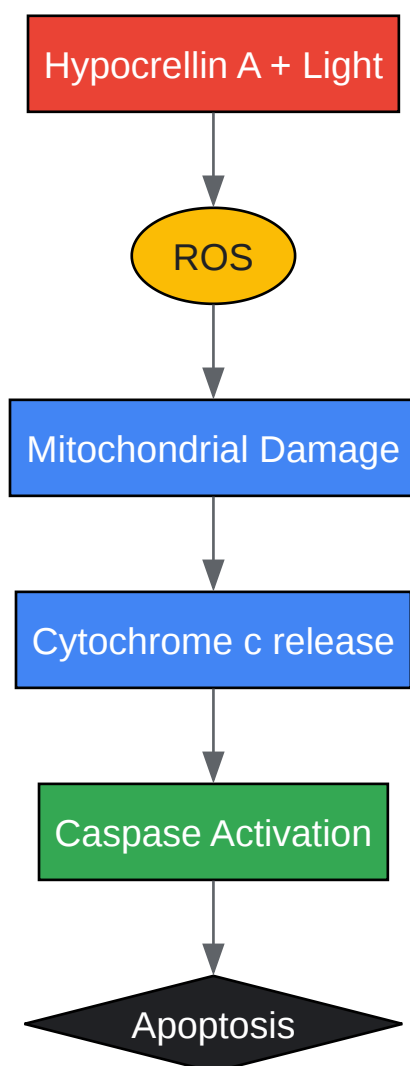 Hypocrellin A + Light
ROS
Mitochondrial Damage
Cytochrome c release
Caspase Activation
Apoptosis